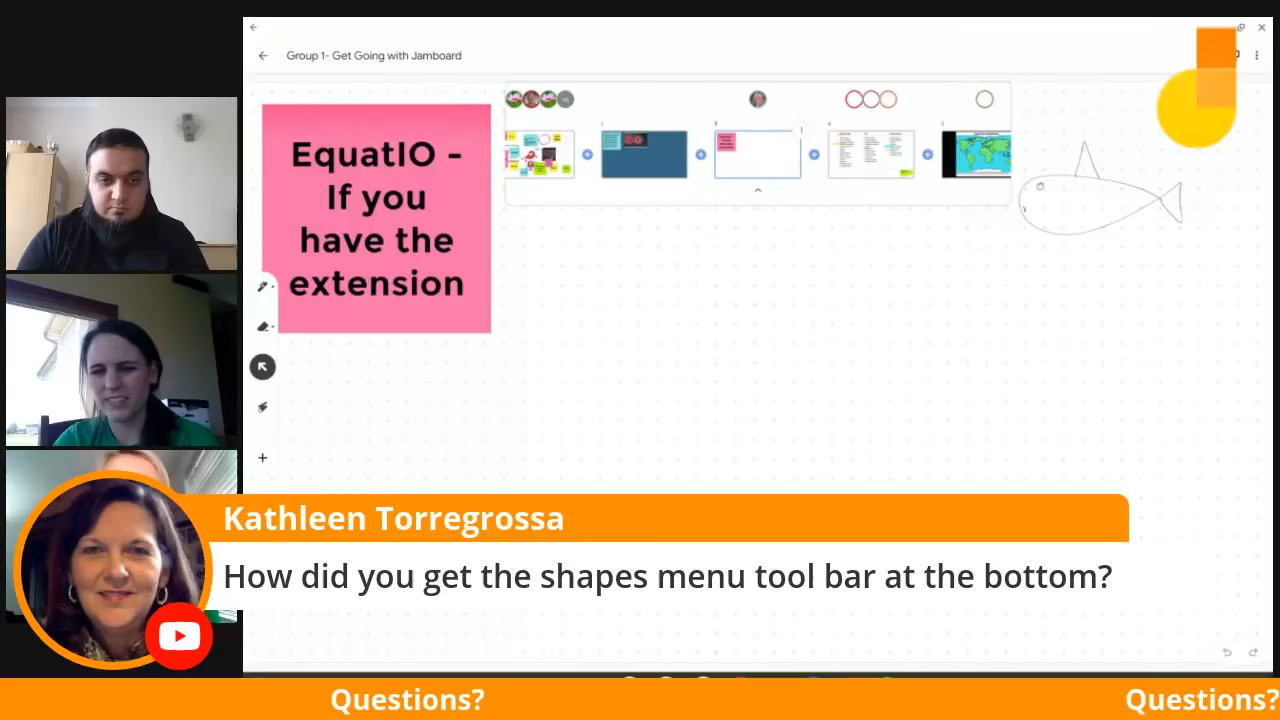 Group 1- Get Going with Jamboard
EquatIO -
If you
have the
extension
Kathleen Torregrossa
How did you get the shapes menu tool bar at the bottom?
Questions?
Questions?